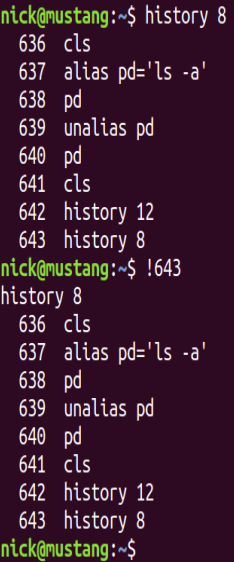 nick@mustang:~$ history 8
636 cls
637 alias pd='ls -a'
638 pd
639 unalias pd
640 pd
641 cls
642 history 12
643 history 8
nick@mustang:~$ !643
history 8
636 cls
637 alias pd='ls -a'
638 pd
639 unalias pd
640 pd
641 cls
642 history 12
643 history 8
nick@mustang:~$